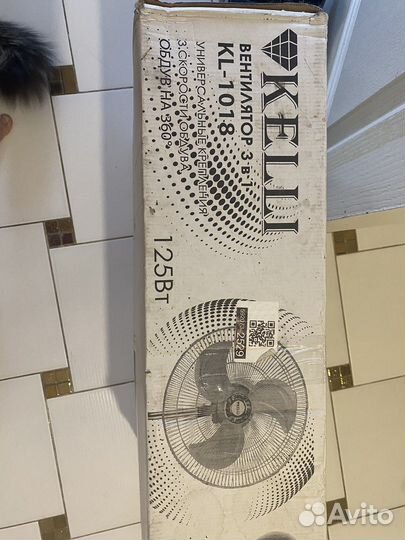 KELLI
ВЕНТИЛЯТОР 3-в-1
KL-1018
УНИВЕРСАЛЬНЫЕ КРЕПЛЕНИЯ
3 СКОРОСТИ ОБДУВА
ОБДУВ НА 360°
125Вт
Avito